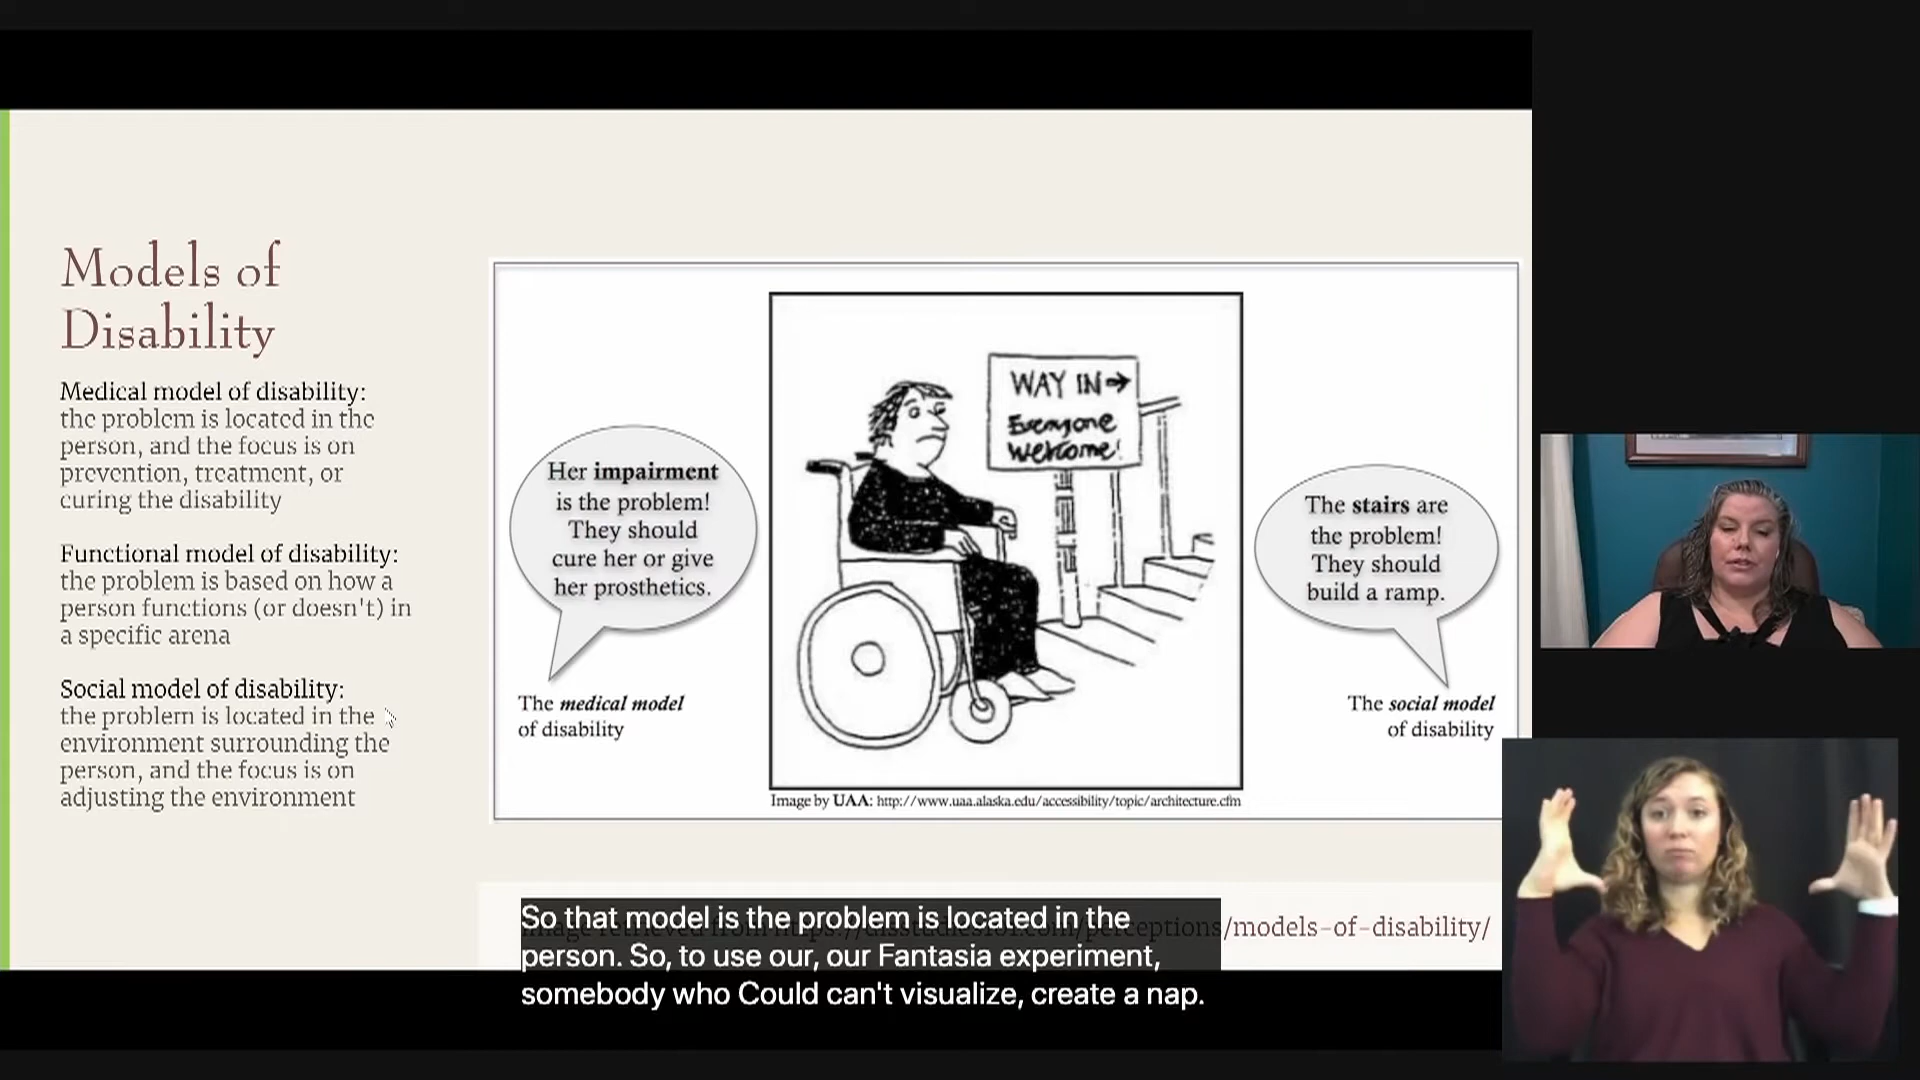 Models of
Disability
Medical model of disability:
the problem is located in the
person, and the focus is on
prevention, treatment, or
curing the disability
Functional model of disability:
the problem is based on how a
person functions (or doesn't) in
a specific arena
Social model of disability:
the problem is located in the
environment surrounding the
person, and the focus is on
adjusting the environment
Her impairment
is the problem!
They should
cure her or give
her prosthetics.
The medical model
of disability
WAY IN→
Everyone
Welcome!
The stairs are
the problem!
They should
build a ramp.
The social model
of disability
Image by UAA: http://www.uaa.alaska.edu/accessibility/topic/architecture.cfm
Image retrieved from https://disstudies101.com/perceptions/models-of-disability/
So that model is the problem is located in the
person. So, to use our, our Fantasia experiment,
somebody who Could can't visualize, create a nap.